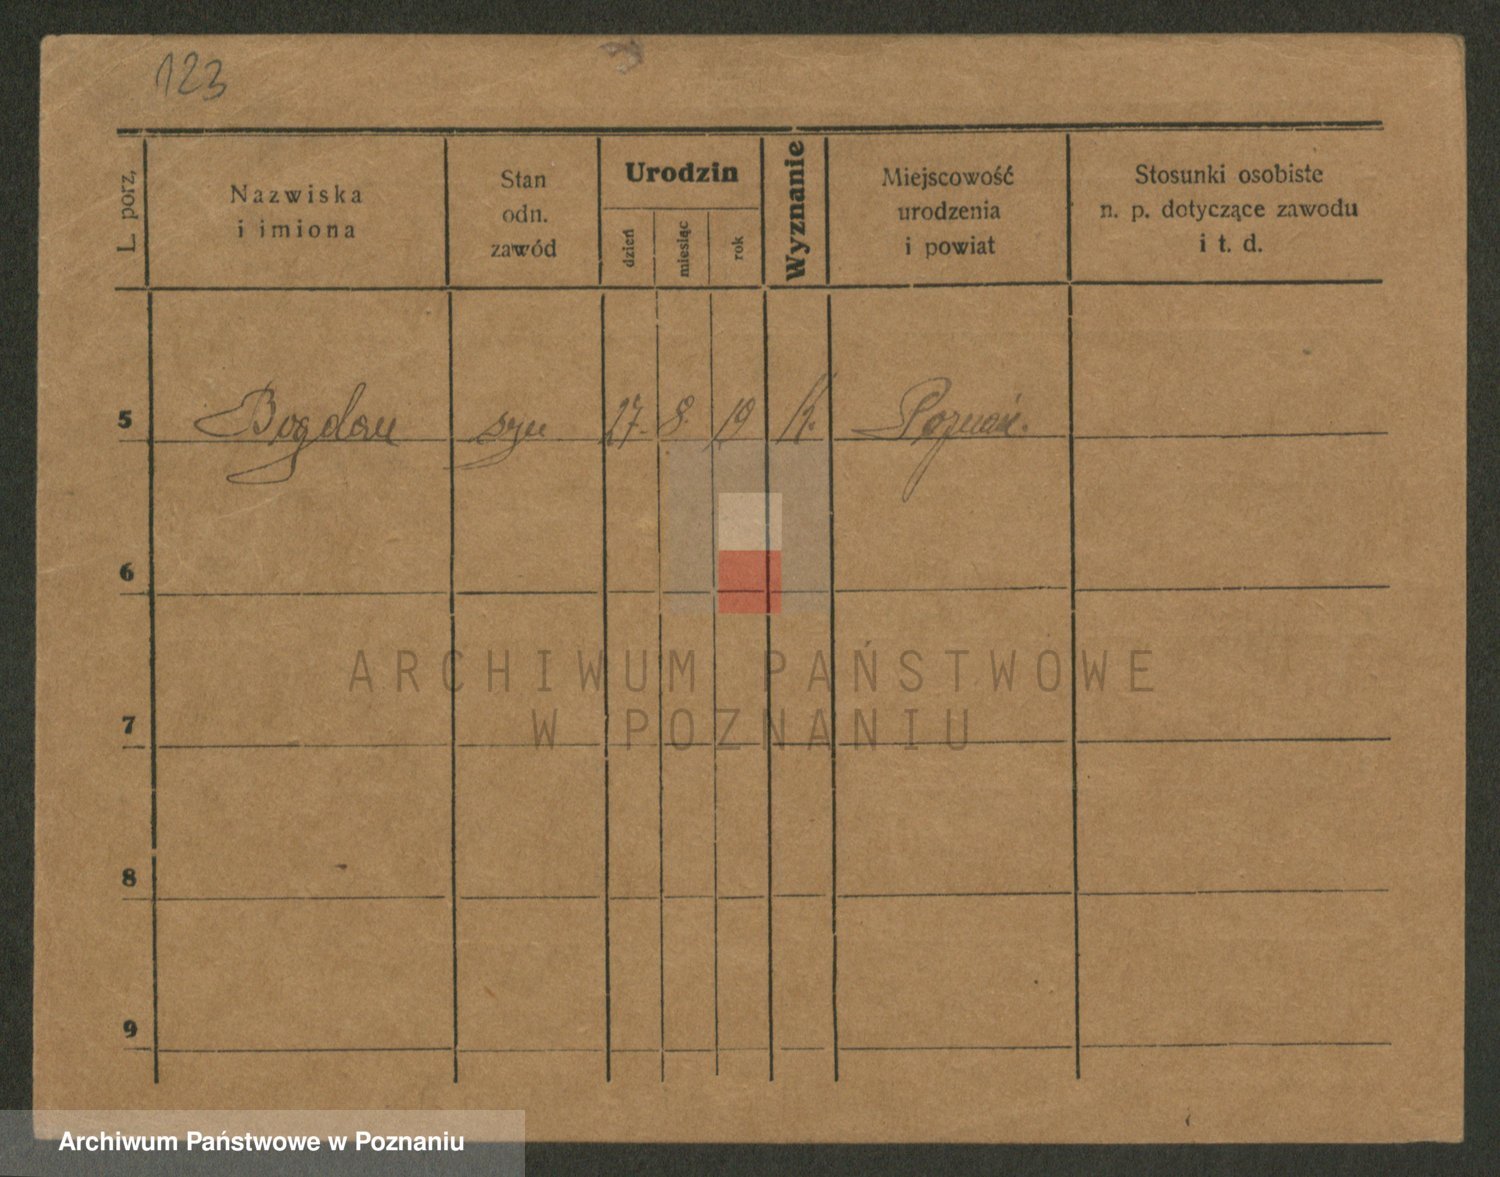 123
L. porz.
Nazwiska
i imiona
Stan
odn.
zawód
Urodzin
dzień
miesiąc
rok
Wyznanie
Miejscowość
urodzenia
i powiat
Stosunki osobiste
n. p. dotyczące zawodu
i t. d.
5 Bogdan syn 27. 8. 19 k. Poznań.
6
7
8
9
ARCHIWUM PAŃSTWOWE
W POZNANIU
Archiwum Państwowe w Poznaniu